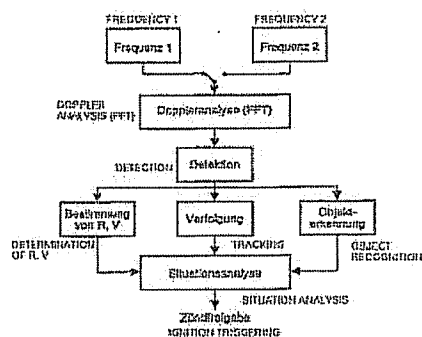 FREQUENCY 1
FREQUENCY 2
Frequenz 1
Frequenz 2
DOPPLER
ANALYSIS (FFT)
Doppleranalyse (FFT)
DETECTION
Detektion
Bestimmung
von R, V
Verfolgung
Objekt-
erkennung
DETERMINATION
OF R, V
TRACKING
OBJECT
RECOGNITION
Situationsanalyse
SITUATION ANALYSIS
Zündfreigabe
IGNITION TRIGGERING